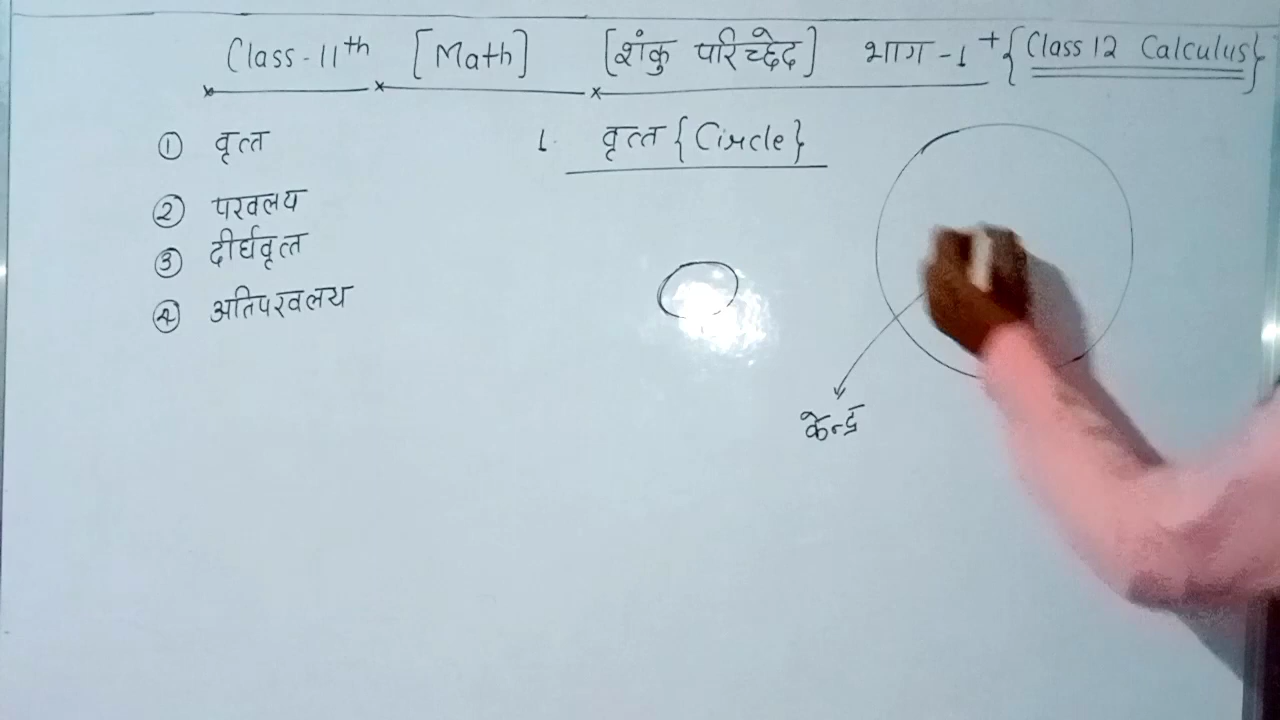 Class-11th [Math] [शंकु परिच्छेद] भाग-1 + {Class 12 Calculus}
① वृत्त
② परवलय
③ दीर्घवृत्त
④ अतिपरवलय
1. वृत्त {Circle}
केन्द्र